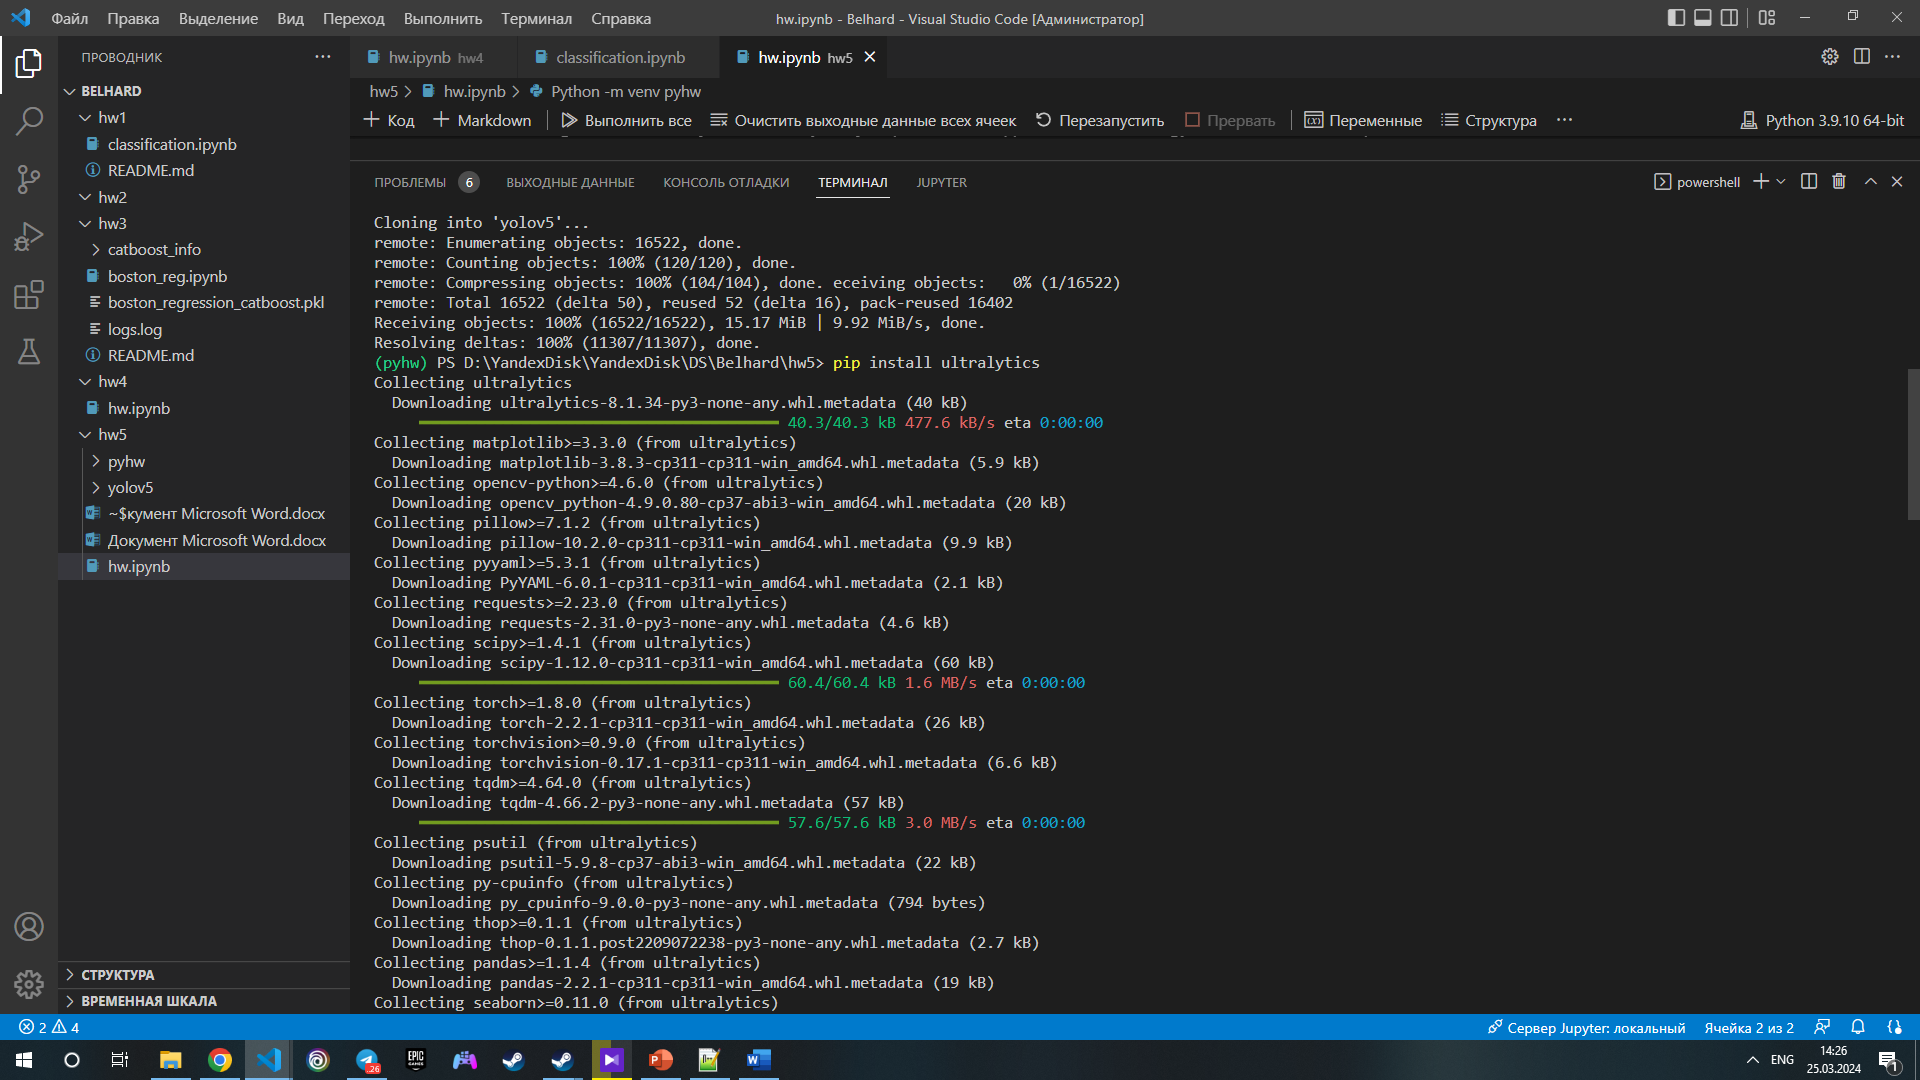 Файл Правка Выделение Вид Переход Выполнить Терминал Справка
hw.ipynb - Belhard - Visual Studio Code [Администратор]
ПРОВОДНИК
hw.ipynb hw4
classification.ipynb
hw.ipynb hw5
BELHARD
hw1
classification.ipynb
README.md
hw2
hw3
catboost_info
boston_reg.ipynb
boston_regression_catboost.pkl
logs.log
README.md
hw4
hw.ipynb
hw5
pyhw
yolov5
~$кумент Microsoft Word.docx
Документ Microsoft Word.docx
hw.ipynb
СТРУКТУРА
ВРЕМЕННАЯ ШКАЛА
hw5 > hw.ipynb > Python -m venv pyhw
+ Код + Markdown Выполнить все Очистить выходные данные всех ячеек Перезапустить Прервать Переменные Структура ... Python 3.9.10 64-bit
ПРОБЛЕМЫ 6 ВЫХОДНЫЕ ДАННЫЕ КОНСОЛЬ ОТЛАДКИ ТЕРМИНАЛ JUPYTER
powershell
Cloning into 'yolov5'...
remote: Enumerating objects: 16522, done.
remote: Counting objects: 100% (120/120), done.
remote: Compressing objects: 100% (104/104), done. eceiving objects:   0% (1/16522)
remote: Total 16522 (delta 50), reused 52 (delta 16), pack-reused 16402
Receiving objects: 100% (16522/16522), 15.17 MiB | 9.92 MiB/s, done.
Resolving deltas: 100% (11307/11307), done.
(pyhw) PS D:\YandexDisk\YandexDisk\DS\Belhard\hw5> pip install ultralytics
Collecting ultralytics
Downloading ultralytics-8.1.34-py3-none-any.whl.metadata (40 kB)
40.3/40.3 kB 477.6 kB/s eta 0:00:00
Collecting matplotlib>=3.3.0 (from ultralytics)
Downloading matplotlib-3.8.3-cp311-cp311-win_amd64.whl.metadata (5.9 kB)
Collecting opencv-python>=4.6.0 (from ultralytics)
Downloading opencv_python-4.9.0.80-cp37-abi3-win_amd64.whl.metadata (20 kB)
Collecting pillow>=7.1.2 (from ultralytics)
Downloading pillow-10.2.0-cp311-cp311-win_amd64.whl.metadata (9.9 kB)
Collecting pyyaml>=5.3.1 (from ultralytics)
Downloading PyYAML-6.0.1-cp311-cp311-win_amd64.whl.metadata (2.1 kB)
Collecting requests>=2.23.0 (from ultralytics)
Downloading requests-2.31.0-py3-none-any.whl.metadata (4.6 kB)
Collecting scipy>=1.4.1 (from ultralytics)
Downloading scipy-1.12.0-cp311-cp311-win_amd64.whl.metadata (60 kB)
60.4/60.4 kB 1.6 MB/s eta 0:00:00
Collecting torch>=1.8.0 (from ultralytics)
Downloading torch-2.2.1-cp311-cp311-win_amd64.whl.metadata (26 kB)
Collecting torchvision>=0.9.0 (from ultralytics)
Downloading torchvision-0.17.1-cp311-cp311-win_amd64.whl.metadata (6.6 kB)
Collecting tqdm>=4.64.0 (from ultralytics)
Downloading tqdm-4.66.2-py3-none-any.whl.metadata (57 kB)
57.6/57.6 kB 3.0 MB/s eta 0:00:00
Collecting psutil (from ultralytics)
Downloading psutil-5.9.8-cp37-abi3-win_amd64.whl.metadata (22 kB)
Collecting py-cpuinfo (from ultralytics)
Downloading py_cpuinfo-9.0.0-py3-none-any.whl.metadata (794 bytes)
Collecting thop>=0.1.1 (from ultralytics)
Downloading thop-0.1.1.post2209072238-py3-none-any.whl.metadata (2.7 kB)
Collecting pandas>=1.1.4 (from ultralytics)
Downloading pandas-2.2.1-cp311-cp311-win_amd64.whl.metadata (19 kB)
Collecting seaborn>=0.11.0 (from ultralytics)
2 4
Сервер Jupyter: локальный Ячейка 2 из 2
26
EPIC GAMES
ENG
14:26
25.03.2024
1